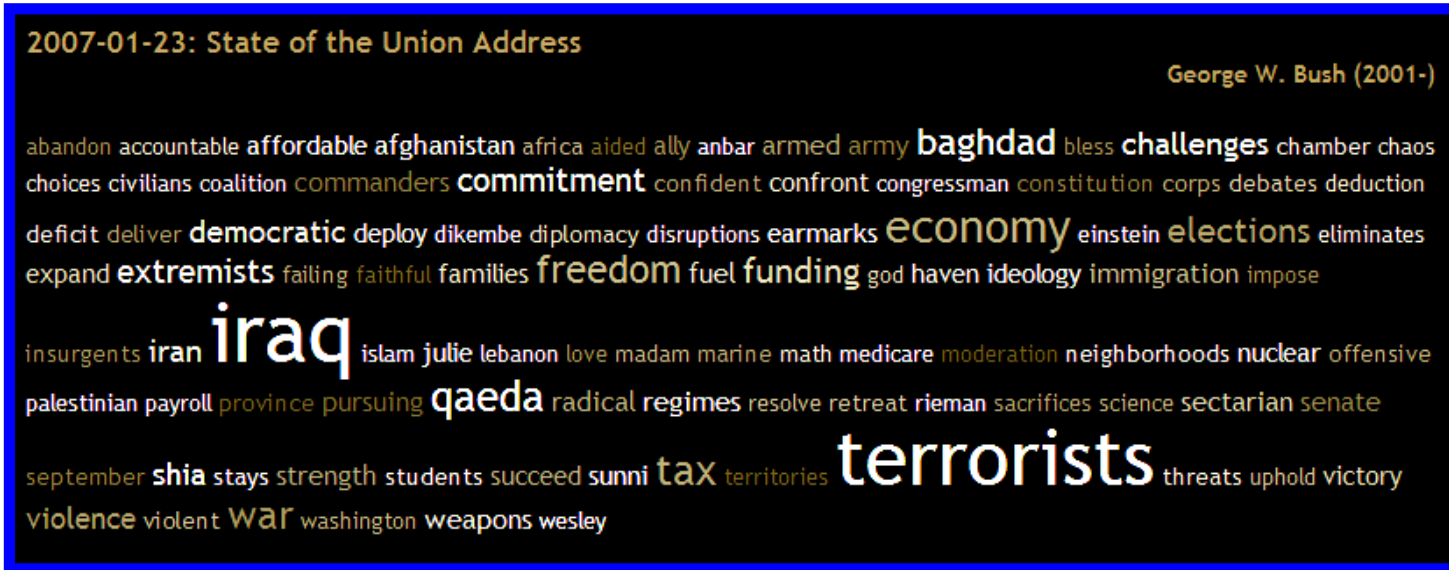 2007-01-23: State of the Union Address
George W. Bush (2001-)
abandon accountable affordable afghanistan africa aided ally anbar armed army baghdad bless challenges chamber chaos
choices civilians coalition commanders commitment confident confront congressman constitution corps debates deduction
deficit deliver democratic deploy dikembe diplomacy disruptions earmarks economy einstein elections eliminates
expand extremists failing faithful families freedom fuel funding god haven ideology immigration impose
insurgents iran iraq islam julie lebanon love madam marine math medicare moderation neighborhoods nuclear offensive
palestinian payroll province pursuing qaeda radical regimes resolve retreat rieman sacrifices science sectarian senate
september shia stays strength students succeed sunni tax territories terrorists threats uphold victory
violence violent war washington weapons wesley